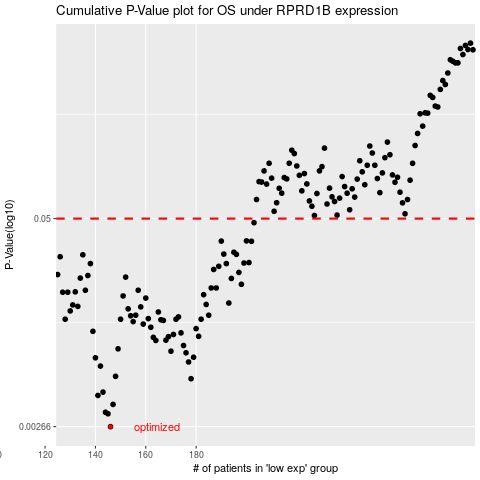 Cumulative P-Value plot for OS under RPRD1B expression
P-Value(log10)
0.05
0.00266
optimized
0
120
140
160
180
# of patients in 'low exp' group